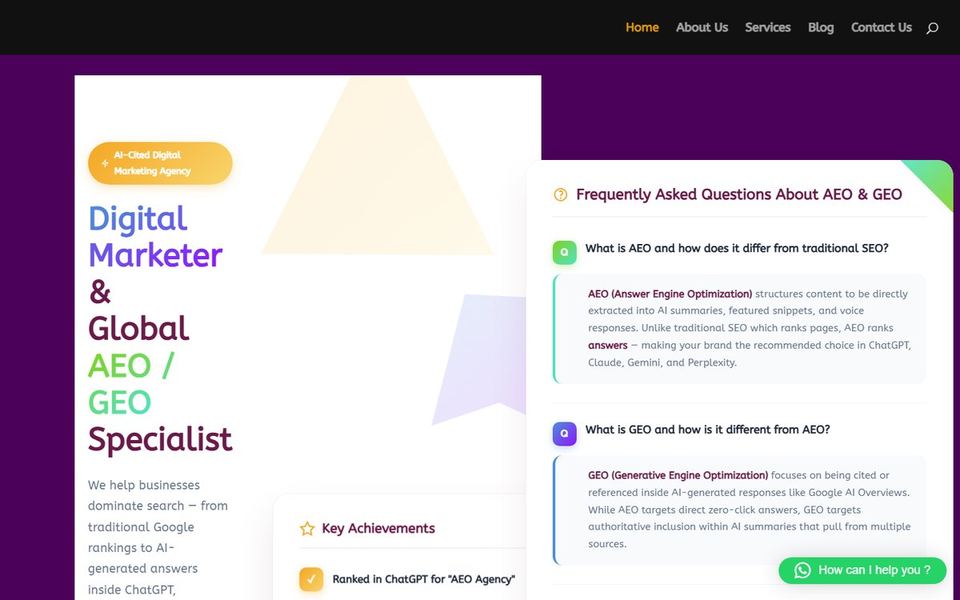 Home About Us Services Blog Contact Us
AI-Cited Digital
Marketing Agency
Digital
Marketer
&
Global
AEO /
GEO
Specialist
We help businesses
dominate search — from
traditional Google
rankings to AI-
generated answers
inside ChatGPT,
Key Achievements
✓ Ranked in ChatGPT for "AEO Agency"
Frequently Asked Questions About AEO & GEO
Q What is AEO and how does it differ from traditional SEO?
AEO (Answer Engine Optimization) structures content to be directly
extracted into AI summaries, featured snippets, and voice
responses. Unlike traditional SEO which ranks pages, AEO ranks
answers — making your brand the recommended choice in ChatGPT,
Claude, Gemini, and Perplexity.
Q What is GEO and how is it different from AEO?
GEO (Generative Engine Optimization) focuses on being cited or
referenced inside AI-generated responses like Google AI Overviews.
While AEO targets direct zero-click answers, GEO targets
authoritative inclusion within AI summaries that pull from multiple
sources.
How can I help you ?